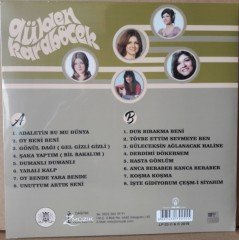 gülden
karaböcek
A
1. ADALETİN BU MU DÜNYA
2. OY BENİ BENİ
3. GÖNÜL DAĞI ( GEL GİZLİ GİZLİ )
4. ŞAKA YAPTIM ( BİL BAKALIM )
5. DUMANLI DUMANLI
6. YARALI KALP
7. OY BENDE YARA BENDE
8. UNUTTUM ARTIK SENİ
B
1. DUR BIRAKMA BENİ
2. TÖVBE ETTİM SEVMEYE BEN
3. GÜLECEKSİN AĞLANACAK HALİNE
4. DERDİMİ DÖKERSEM
5. HASTA GÖNLÜM
6. ANCA BERABER KANCA BERABER
7. KOŞMA KOŞMA
8. İŞTE GİDİYORUM ÇEŞM-İ SİYAHIM